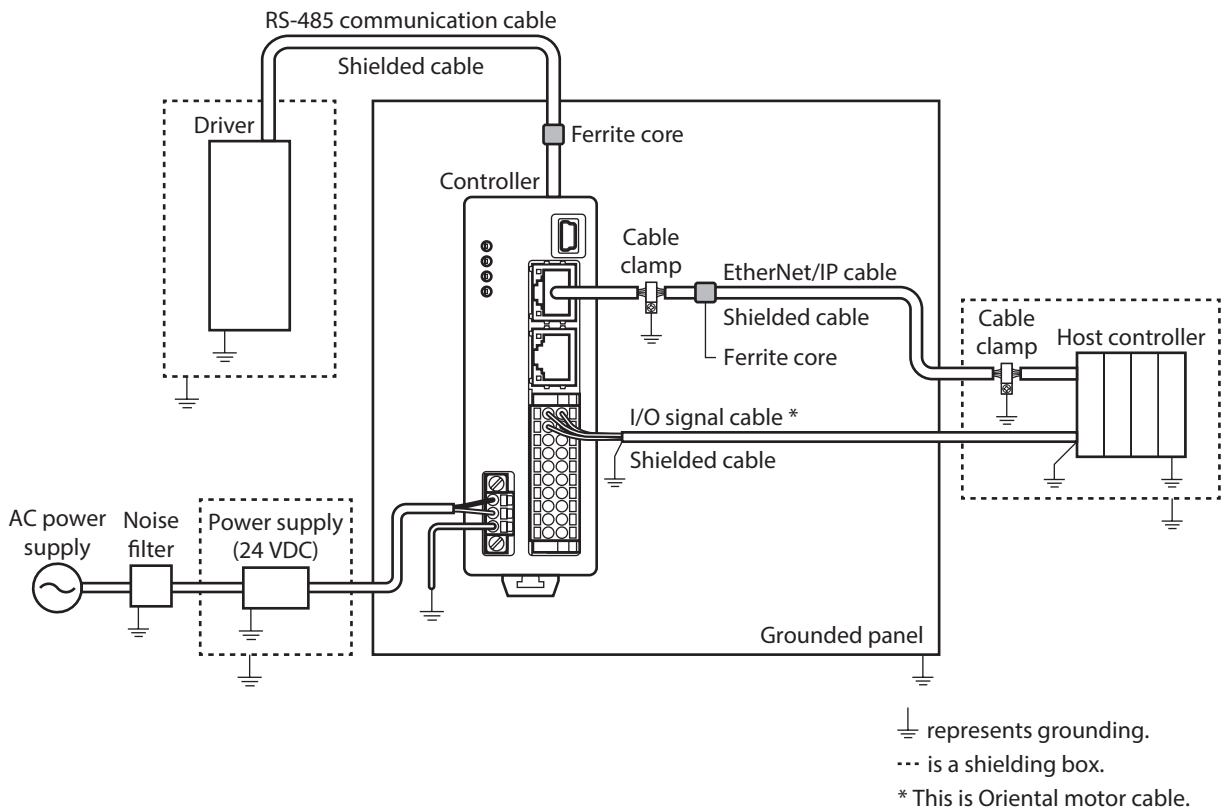 RS-485 communication cable
Shielded cable
Driver
Ferrite core
Controller
Cable
clamp
EtherNet/IP cable
Shielded cable
Ferrite core
Cable
clamp
Host controller
I/O signal cable *
Shielded cable
AC power
supply
Noise
filter
Power supply
(24 VDC)
Grounded panel
represents grounding.
is a shielding box.
* This is Oriental motor cable.